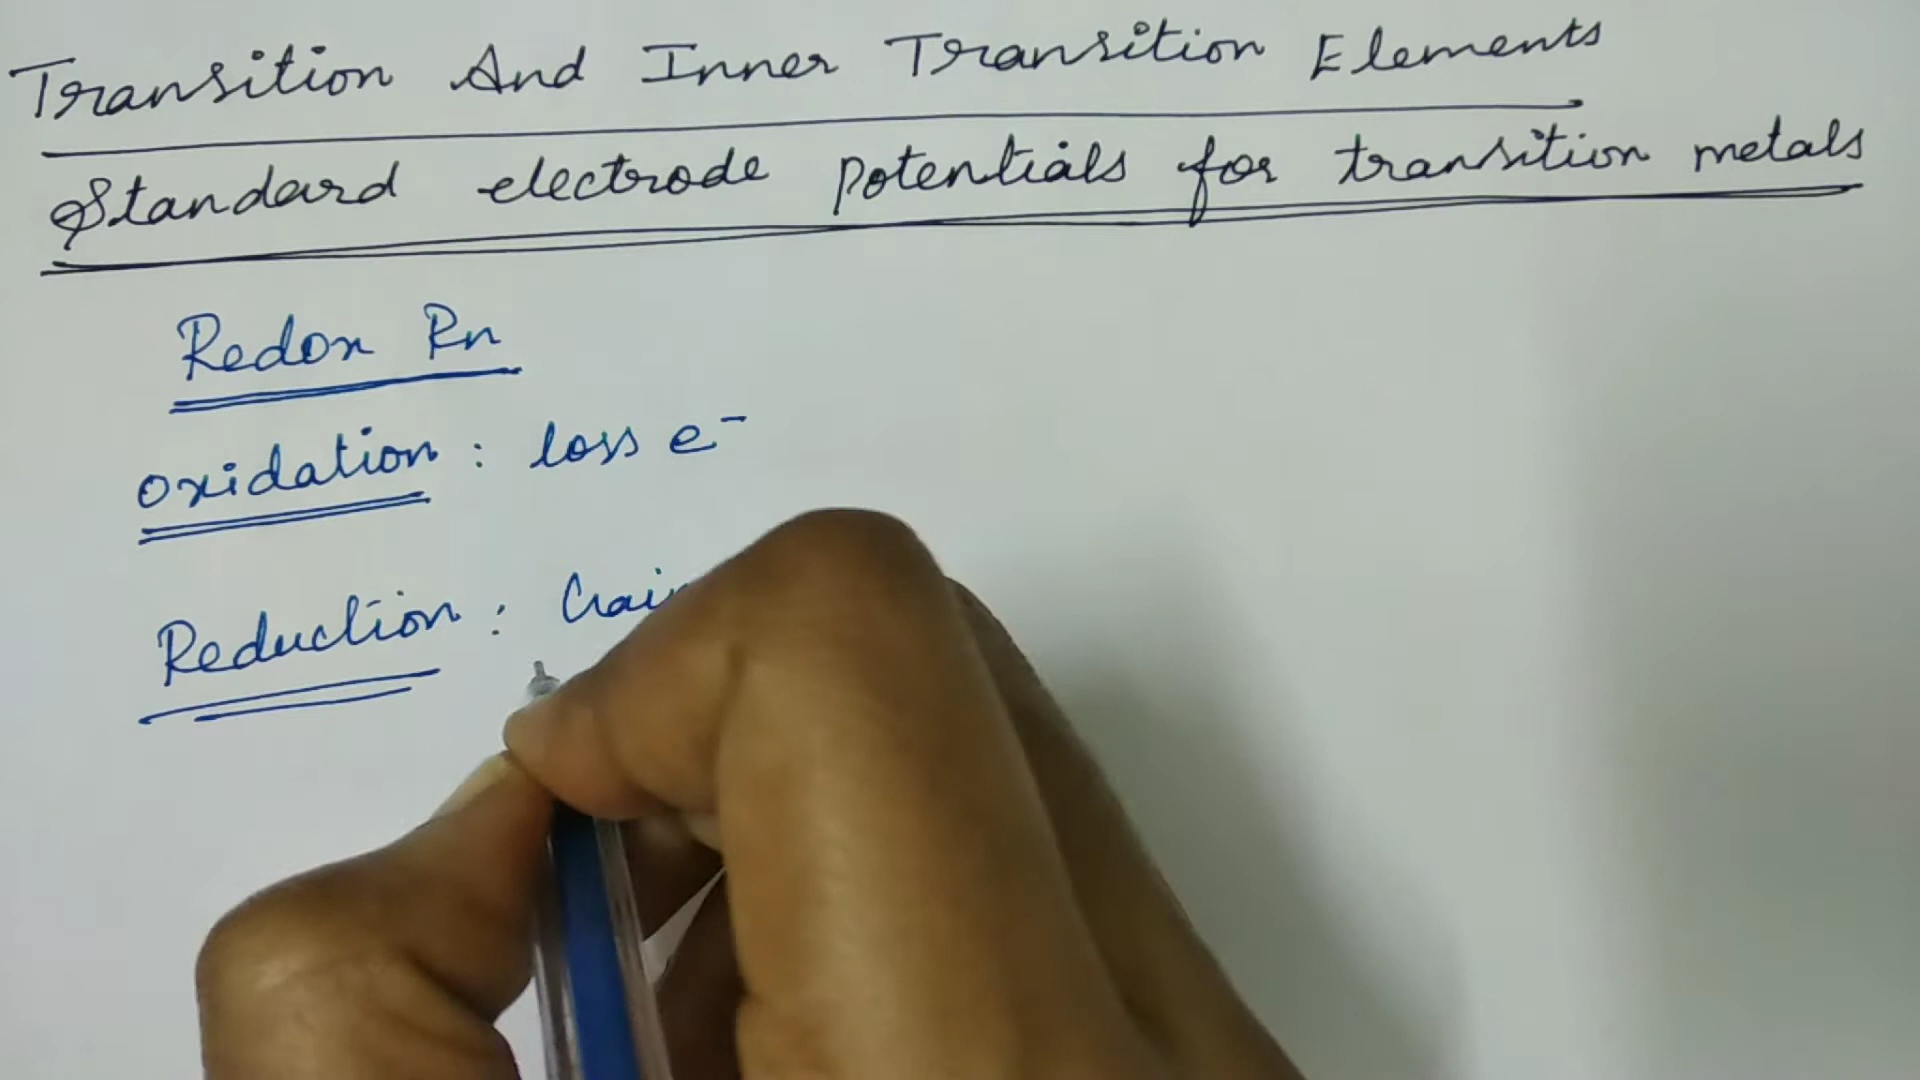 Transition And Inner Transition Elements
Standard electrode potentials for transition metals
Redox Rn
oxidation : loss e⁻
Reduction :